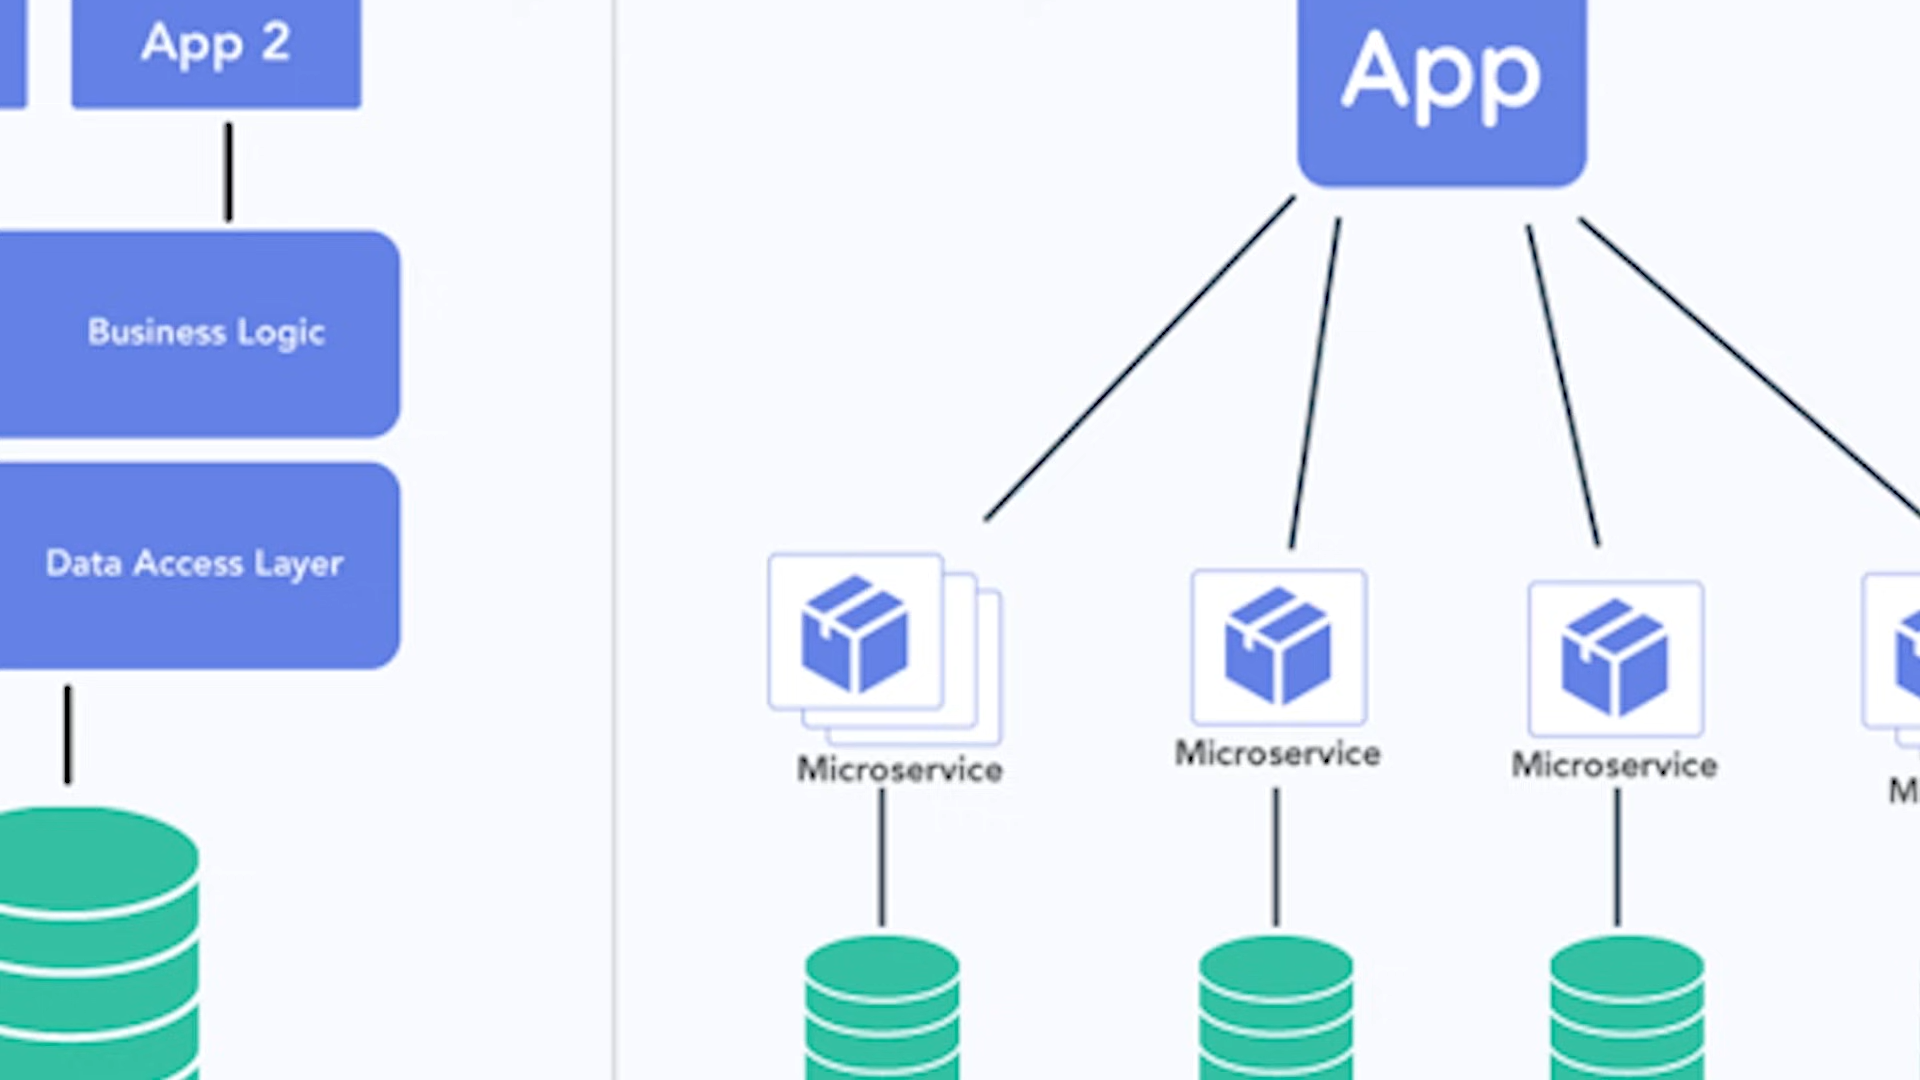 App 2
Business Logic
Data Access Layer
App
Microservice
Microservice
Microservice
M